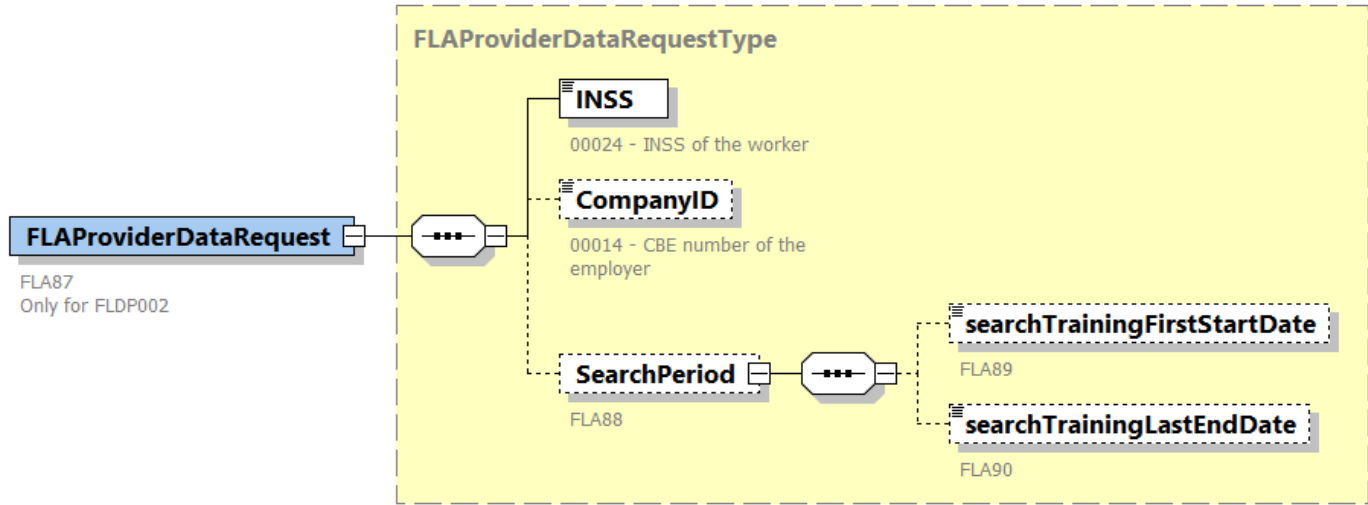 FLAProviderDataRequestType
INSS
00024 - INSS of the worker
CompanyID
00014 - CBE number of the
employer
FLAProviderDataRequest
FLA87
Only for FLDP002
SearchPeriod
FLA88
searchTrainingFirstStartDate
FLA89
searchTrainingLastEndDate
FLA90